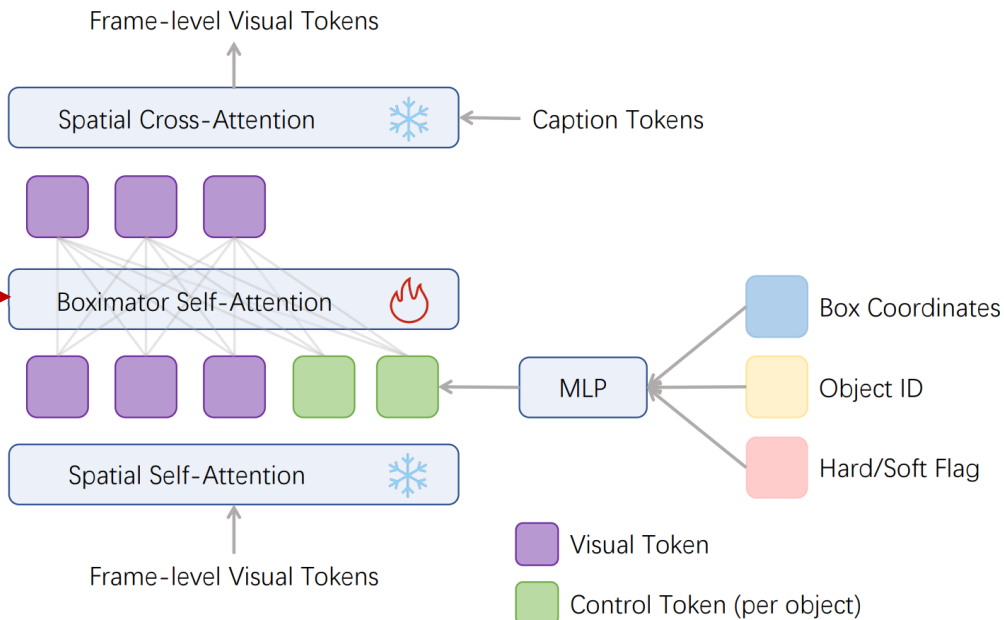 Frame-level Visual Tokens
Spatial Cross-Attention
Caption Tokens
Boximator Self-Attention
Box Coordinates
MLP
Object ID
Spatial Self-Attention
Hard/Soft Flag
Visual Token
Frame-level Visual Tokens
Control Token (per object)